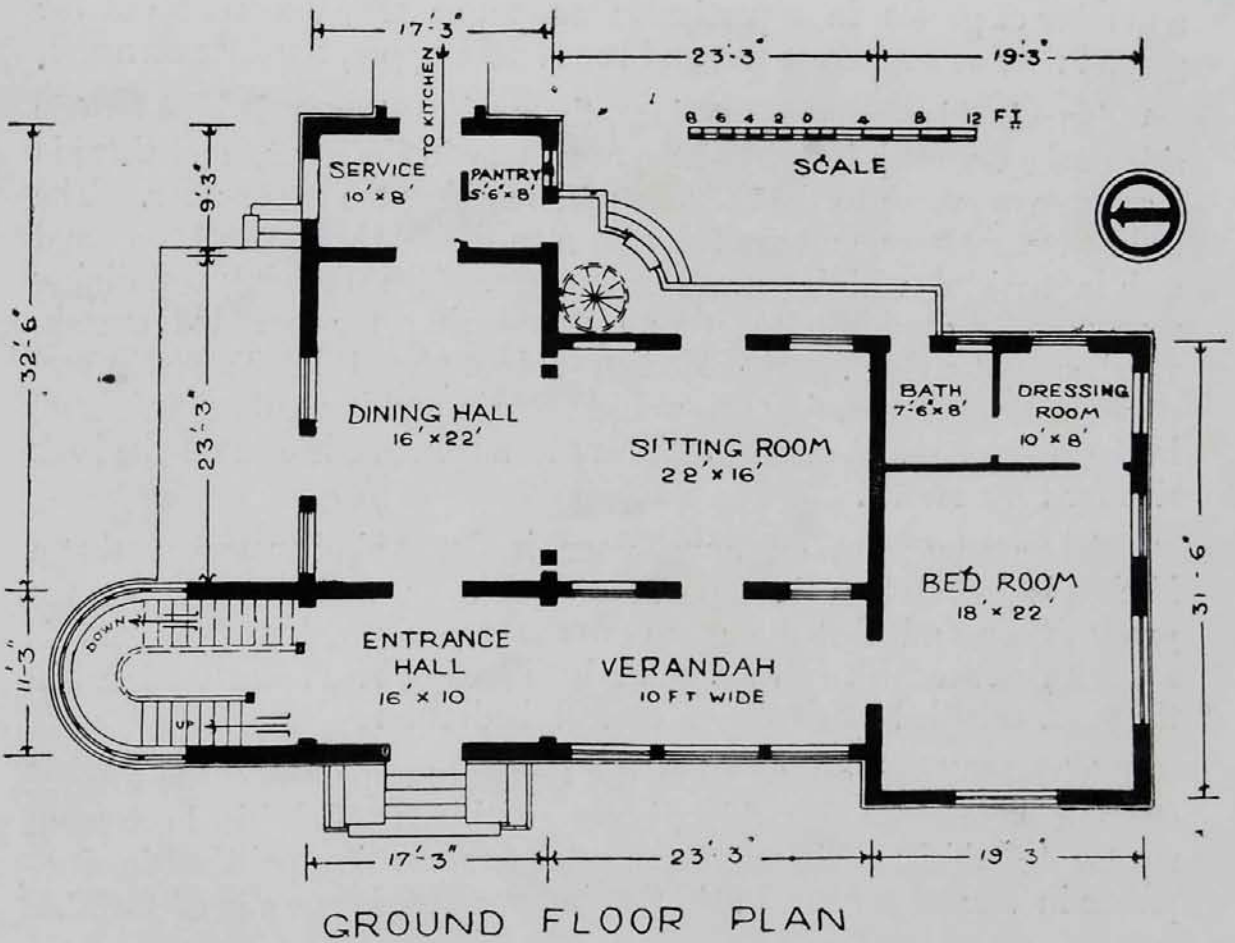 17'-3"
23'-3"
19'-3"
TO KITCHEN
8 6 4 2 0 4 8 12 FT
SCALE
SERVICE
10' × 8'
PANTRY
5'-6" × 8'
9'-3"
32'-6"
23'-3"
DINING HALL
16' × 22'
SITTING ROOM
22' × 16'
BATH
7'-6" × 8'
DRESSING
ROOM
10' × 8'
BED ROOM
18' × 22'
31'-6"
11'-3"
DOWN
UP
ENTRANCE
HALL
16' × 10
VERANDAH
10 FT WIDE
17'-3"
23'-3"
19'-3"
GROUND FLOOR PLAN